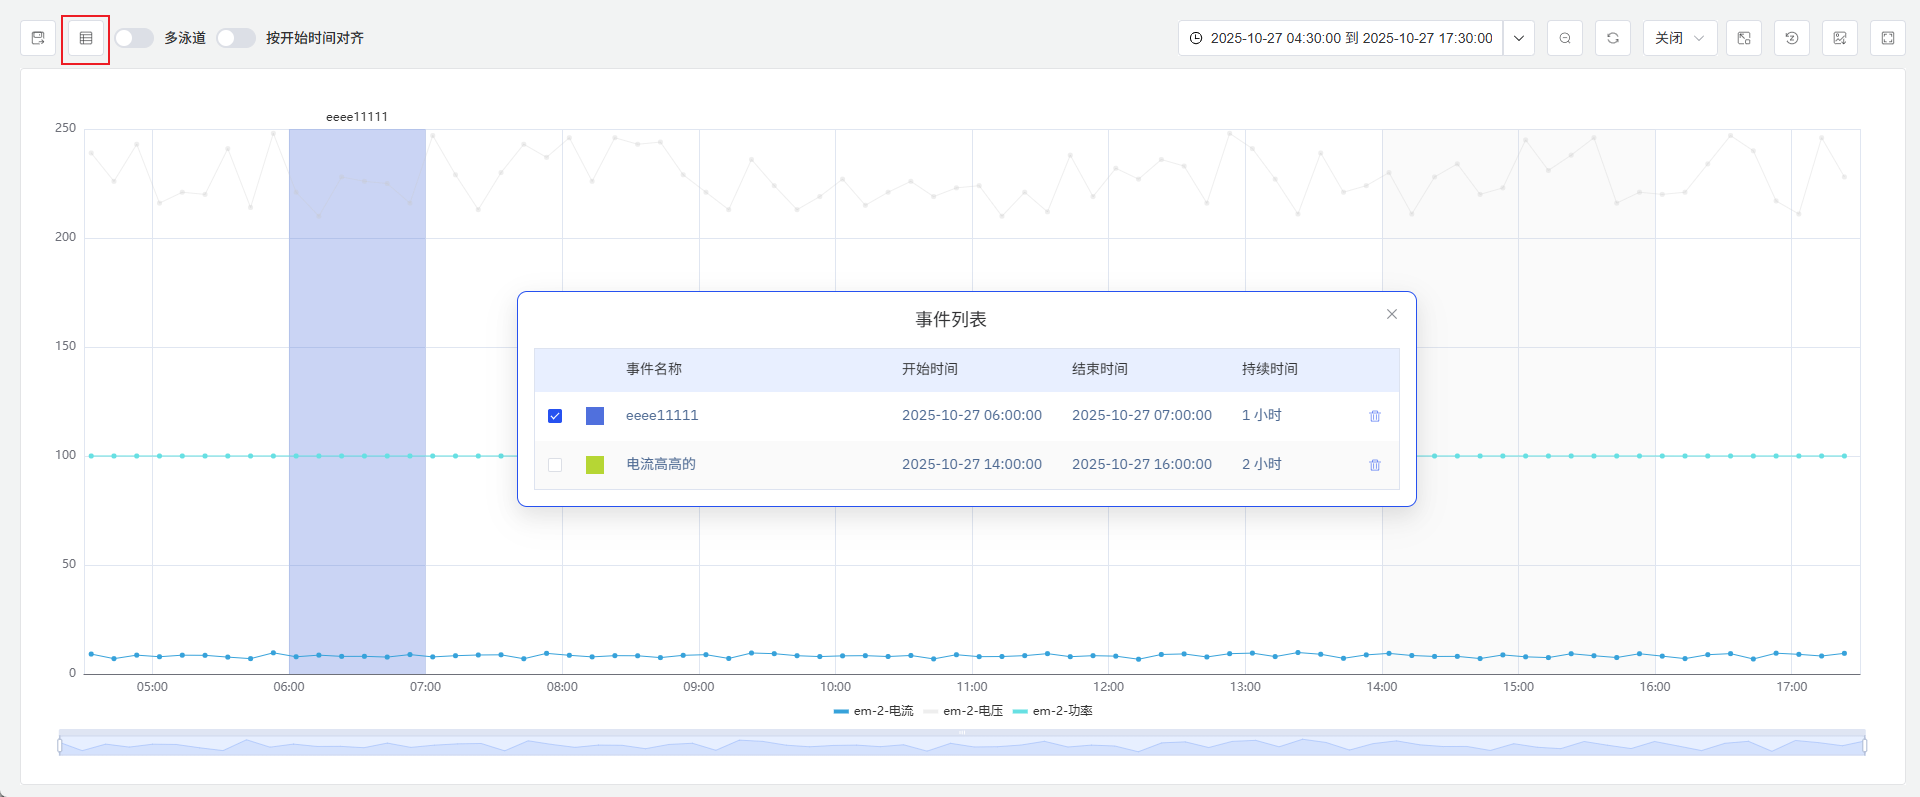 多泳道 按开始时间对齐 2025-10-27 04:30:00 到 2025-10-27 17:30:00 关闭
eeee11111
250
200
150
100
50
0
事件列表
事件名称 开始时间 结束时间 持续时间
eeee11111 2025-10-27 06:00:00 2025-10-27 07:00:00 1 小时
电流高高的 2025-10-27 14:00:00 2025-10-27 16:00:00 2 小时
05:00 06:00 07:00 08:00 09:00 10:00 11:00 12:00 13:00 14:00 15:00 16:00 17:00
em-2-电流 em-2-电压 em-2-功率